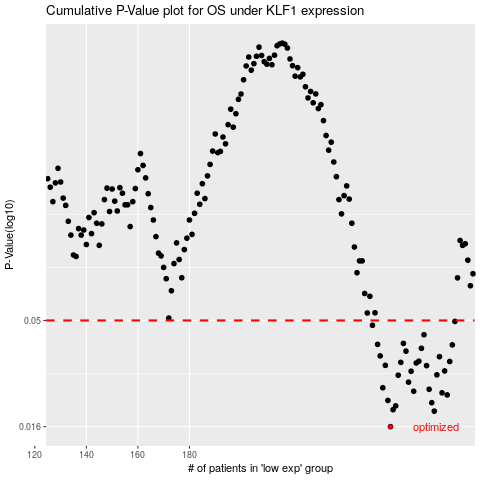 Cumulative P-Value plot for OS under KLF1 expression
P-Value(log10)
0.05
0.016
optimized
120 140 160 180
# of patients in 'low exp' group